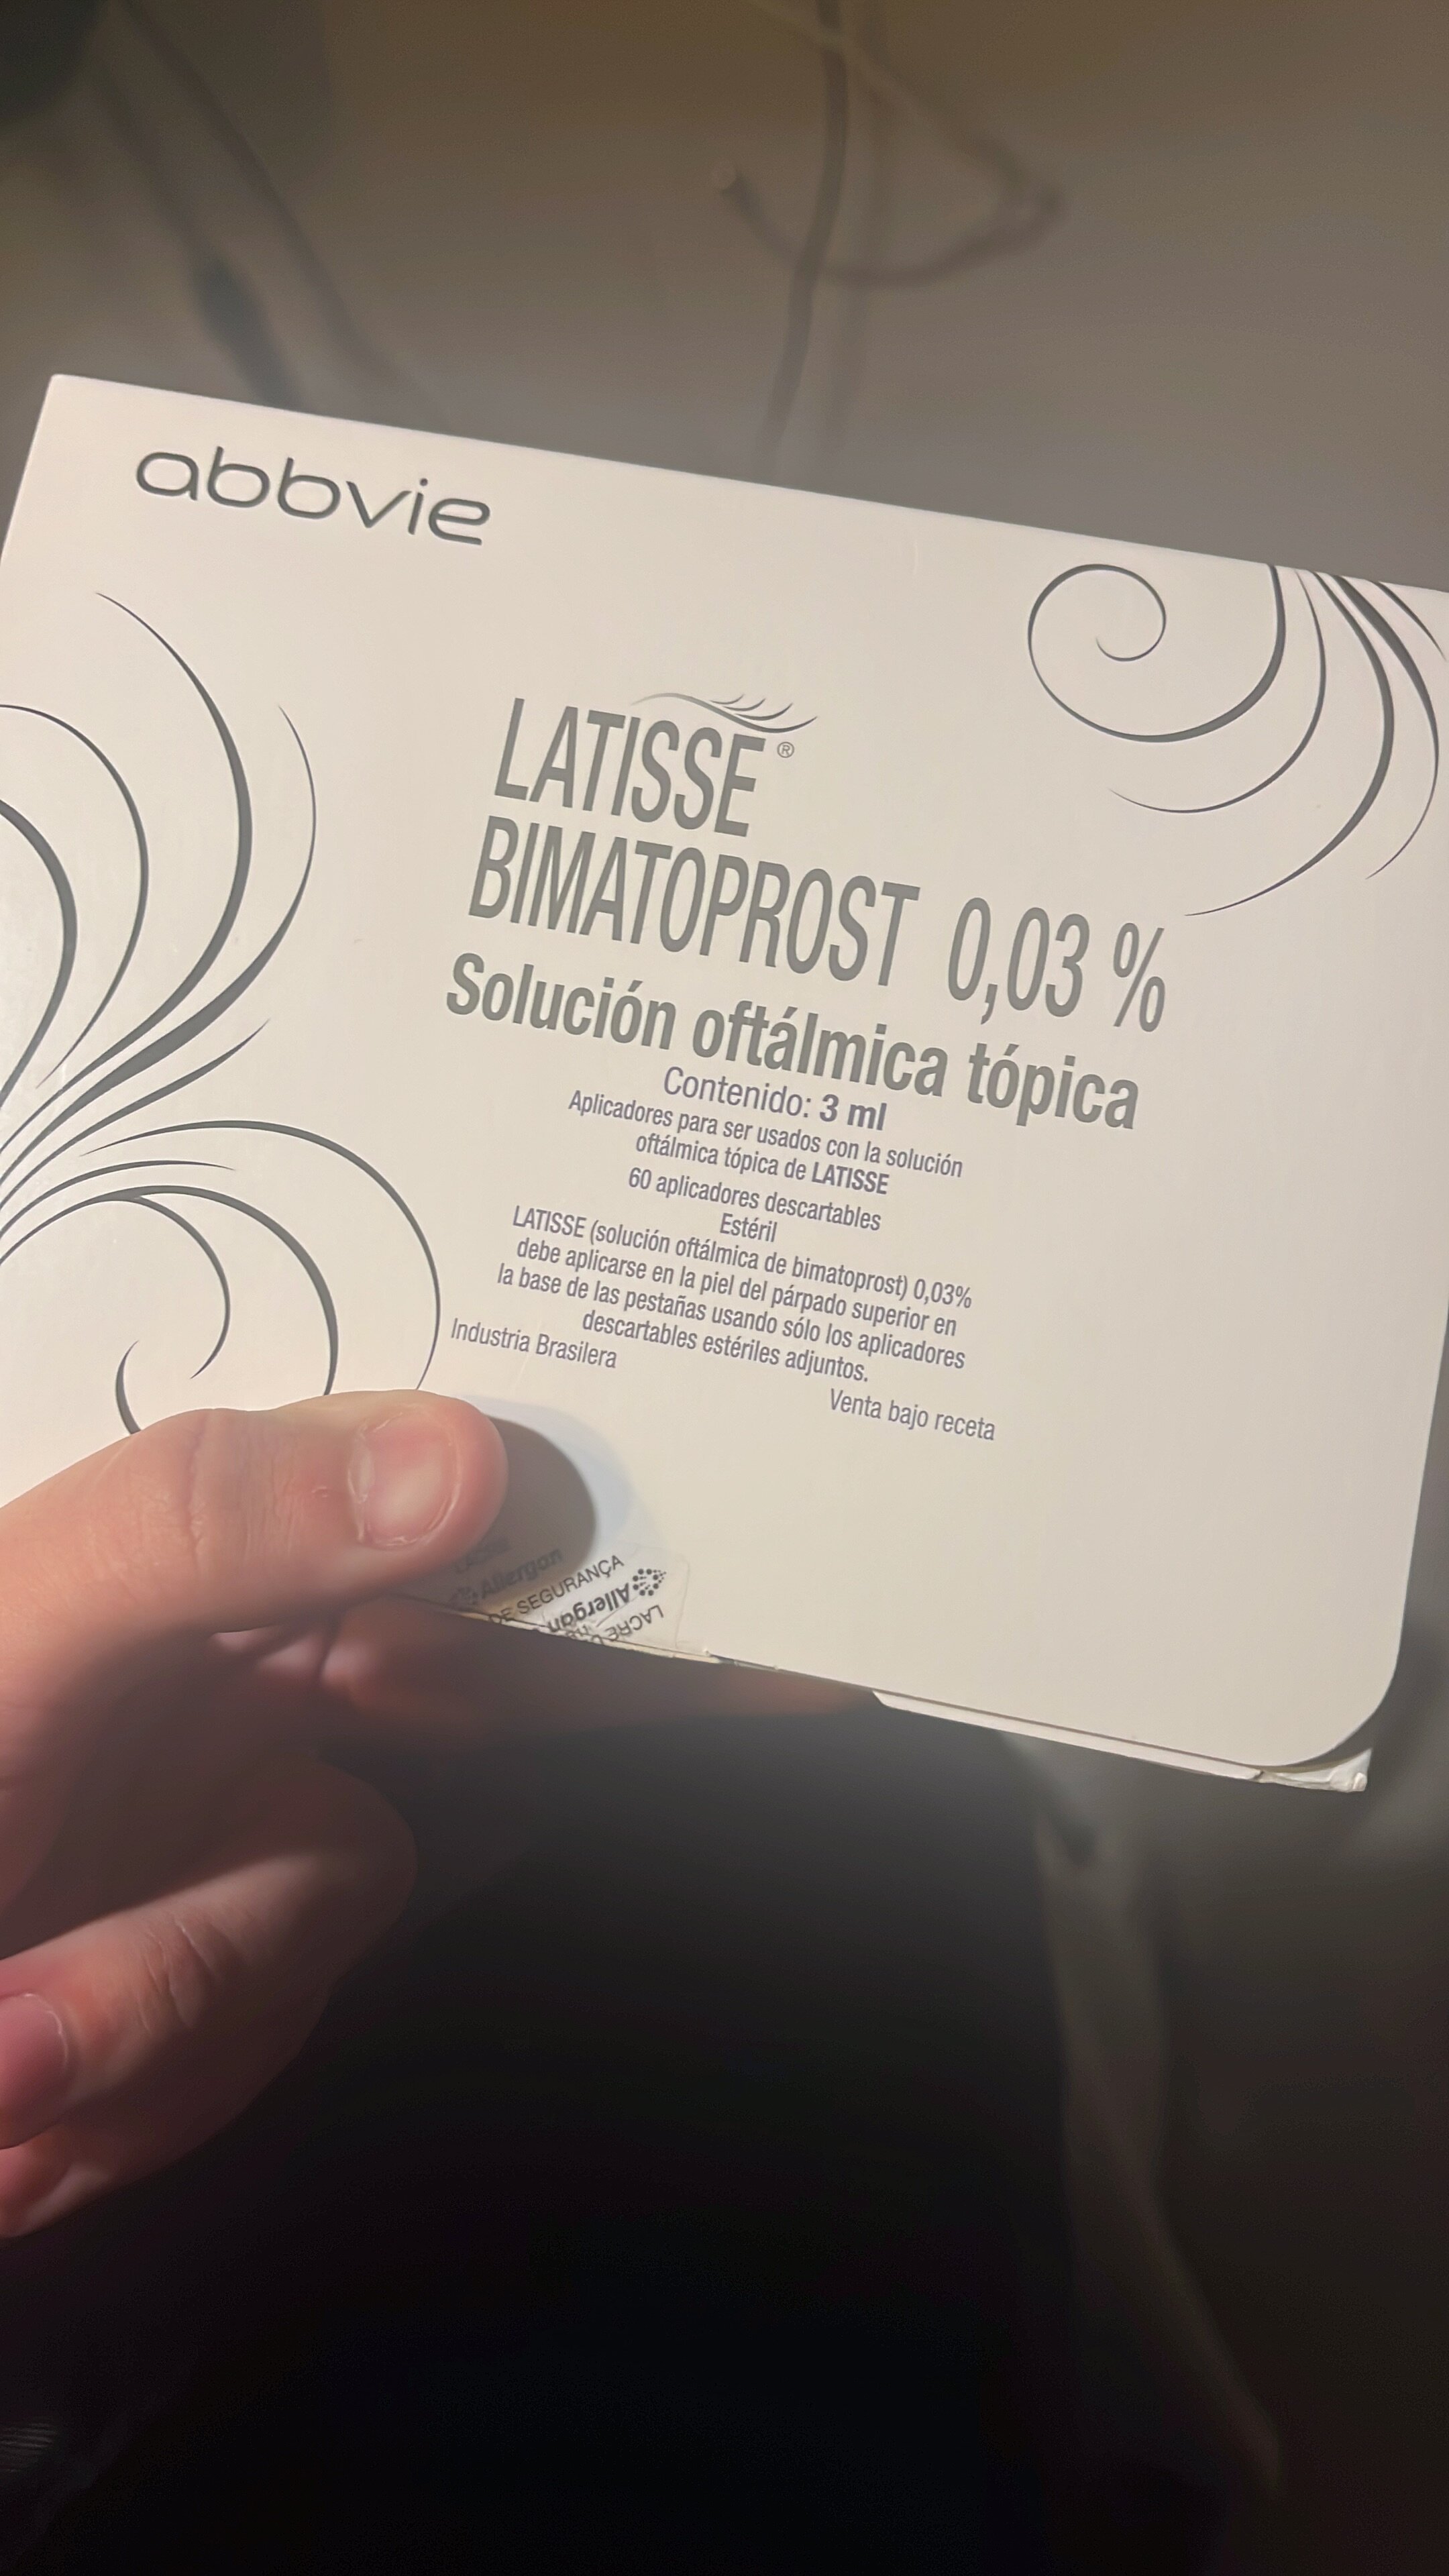 abbvie
LATISSE®
BIMATOPROST 0,03 %
Solución oftálmica tópica
Contenido: 3 ml
Aplicadores para ser usados con la solución
oftálmica tópica de LATISSE
60 aplicadores descartables
Estéril
LATISSE (solución oftálmica de bimatoprost) 0,03%
debe aplicarse en la piel del párpado superior en
la base de las pestañas usando sólo los aplicadores
descartables estériles adjuntos.
Industria Brasilera
Venta bajo receta
LACRE
Allergan
DE SEGURANÇA
Allergan
LACRE